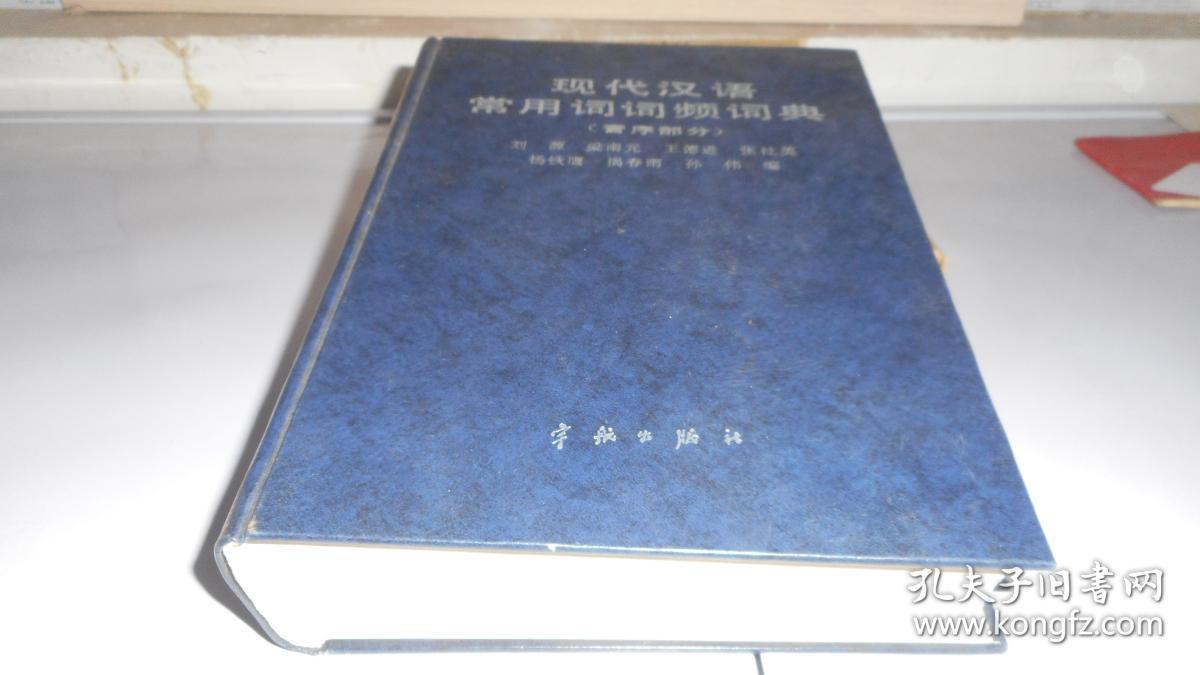 现代汉语
常用词词频词典
（音序部分）
刘 源 梁南元 王德进 张社英
杨铁鹰 揭春雨 孙 伟 编
宇航出版社
孔夫子旧书网
www.kongfz.com